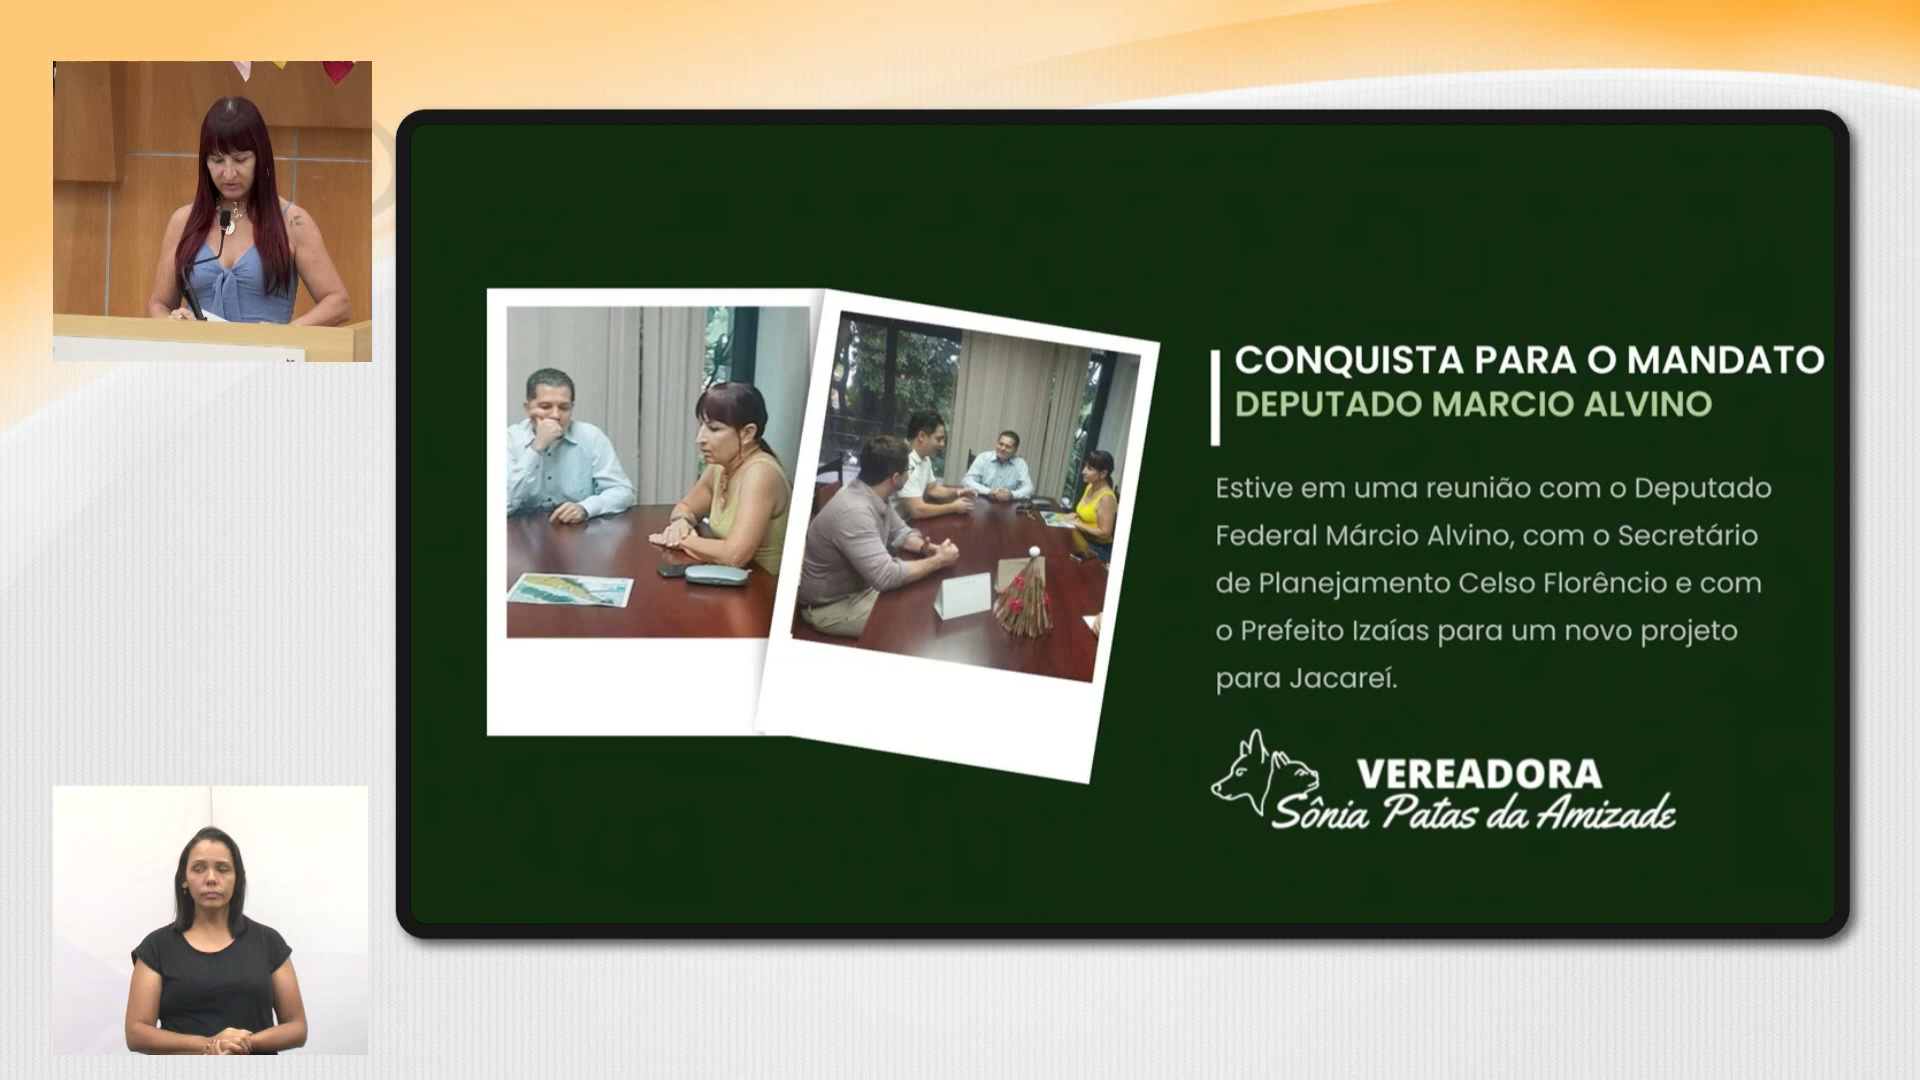 CONQUISTA PARA O MANDATO
DEPUTADO MARCIO ALVINO
Estive em uma reunião com o Deputado
Federal Márcio Alvino, com o Secretário
de Planejamento Celso Florêncio e com
o Prefeito Izaías para um novo projeto
para Jacareí.
VEREADORA
Sônia Patas da Amizade